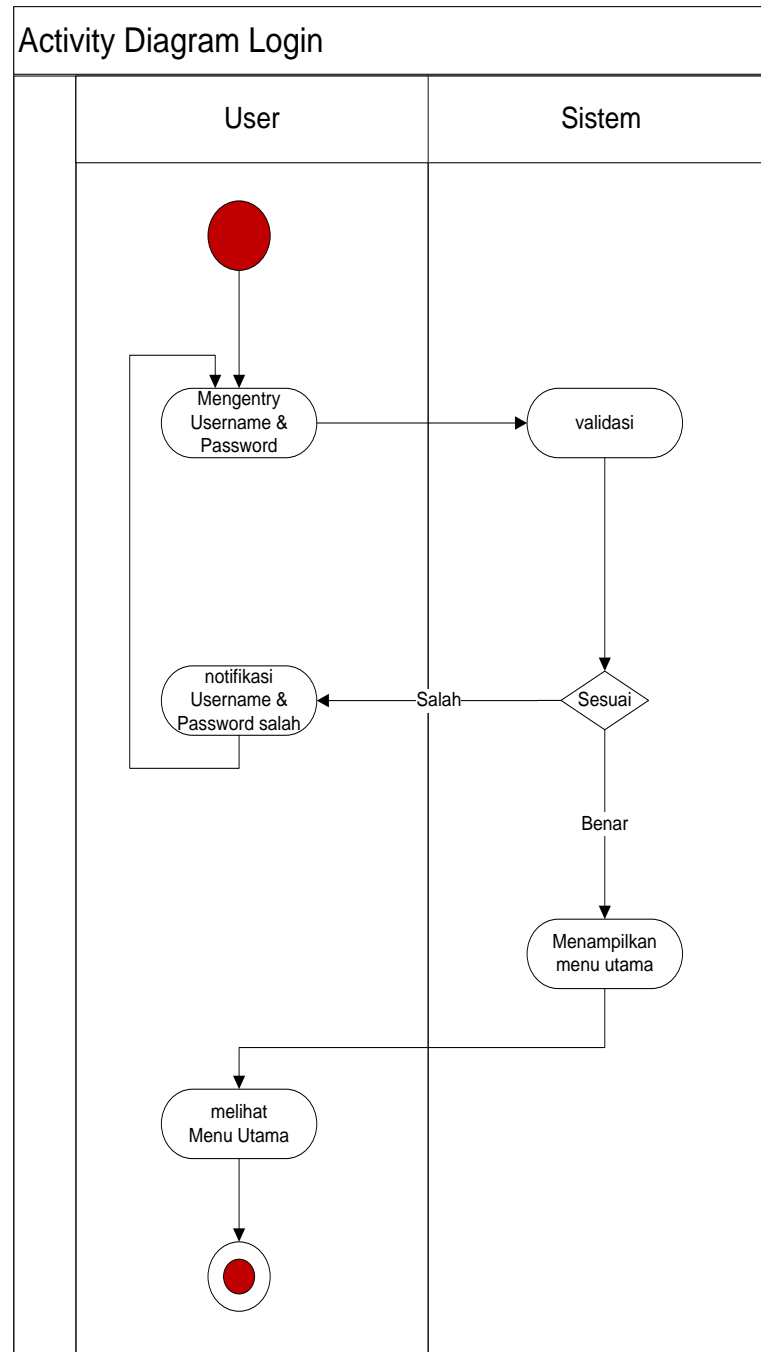 Activity Diagram Login
User
Sistem
Mengentry
Username &
Password
validasi
notifikasi
Username &
Password salah
Salah
Sesuai
Benar
Menampilkan
menu utama
melihat
Menu Utama